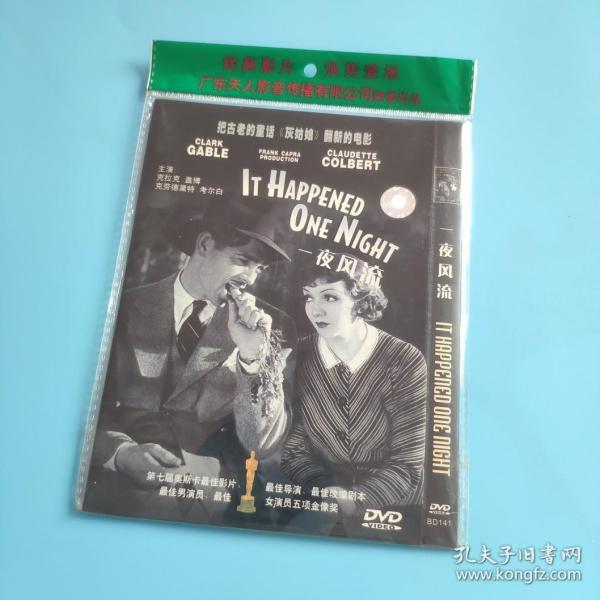 经典影片
广东天人影音传播有限公司
把古老的童话《灰姑娘》翻新的电影
CLARK
GABLE
FRANK CAPRA
PRODUCTION
CLAUDETTE
COLBERT
主演：
克拉克 盖博
克劳德黛特 考尔白
IT HAPPENED
ONE NIGHT
一夜风流
第七届奥斯卡最佳影片、最佳导演、最佳改编剧本
最佳男演员、最佳女演员五项金像奖
DVD
VIDEO
一夜风流
IT HAPPENED ONE NIGHT
DVD
VIDEO
BD141
孔夫子旧书网
www.kongfz.com